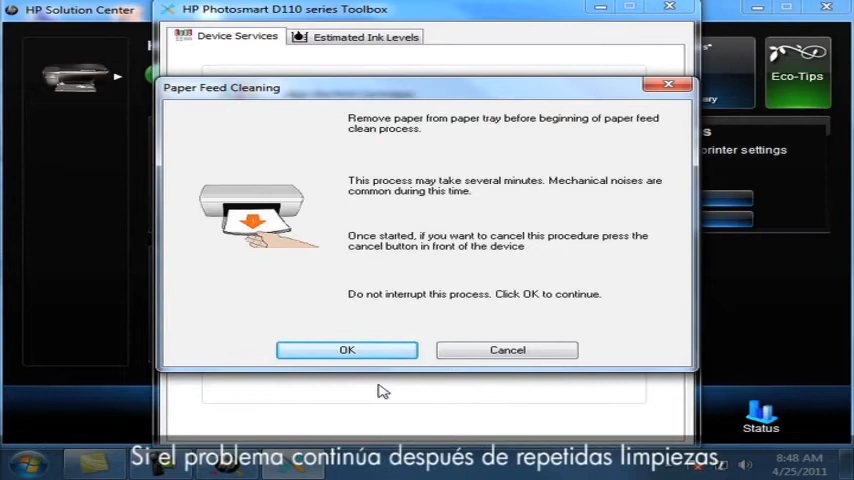 HP Solution Center
HP Photosmart D110 series Toolbox
Device Services
Estimated Ink Levels
Eco-Tips
printer settings
Paper Feed Cleaning
Remove paper from paper tray before beginning of paper feed
clean process.
This process may take several minutes. Mechanical noises are
common during this time.
Once started, if you want to cancel this procedure press the
cancel button in front of the device
Do not interrupt this process. Click OK to continue.
OK
Cancel
Status
Si el problema continúa después de repetidas limpiezas,
8:48 AM
4/25/2011